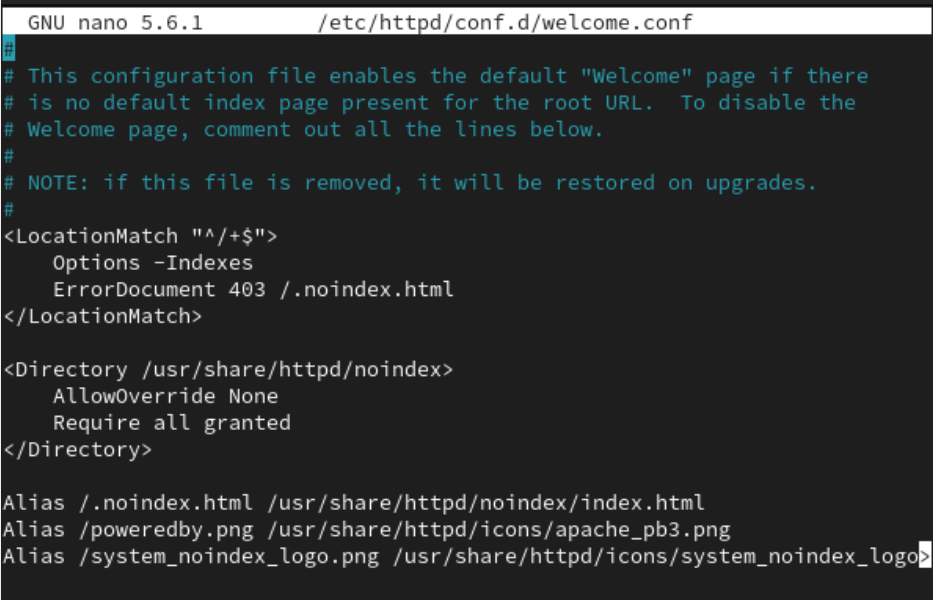 GNU nano 5.6.1 /etc/httpd/conf.d/welcome.conf
#
# This configuration file enables the default "Welcome" page if there
# is no default index page present for the root URL.  To disable the
# Welcome page, comment out all the lines below.
#
# NOTE: if this file is removed, it will be restored on upgrades.
#
<LocationMatch "^/+$">
    Options -Indexes
    ErrorDocument 403 /.noindex.html
</LocationMatch>

<Directory /usr/share/httpd/noindex>
    AllowOverride None
    Require all granted
</Directory>

Alias /.noindex.html /usr/share/httpd/noindex/index.html
Alias /poweredby.png /usr/share/httpd/icons/apache_pb3.png
Alias /system_noindex_logo.png /usr/share/httpd/icons/system_noindex_logo>